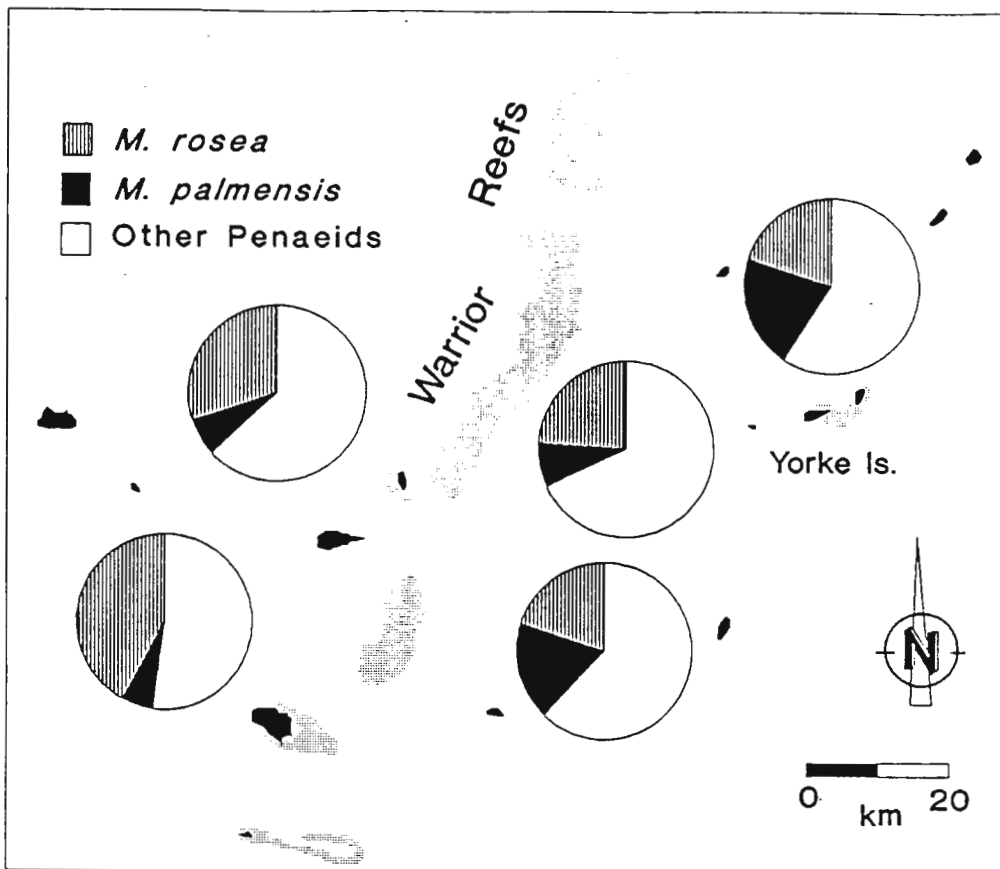 M. rosea
M. palmensis
Other Penaeids
Warrior Reefs
Yorke Is.
N
0 20
km